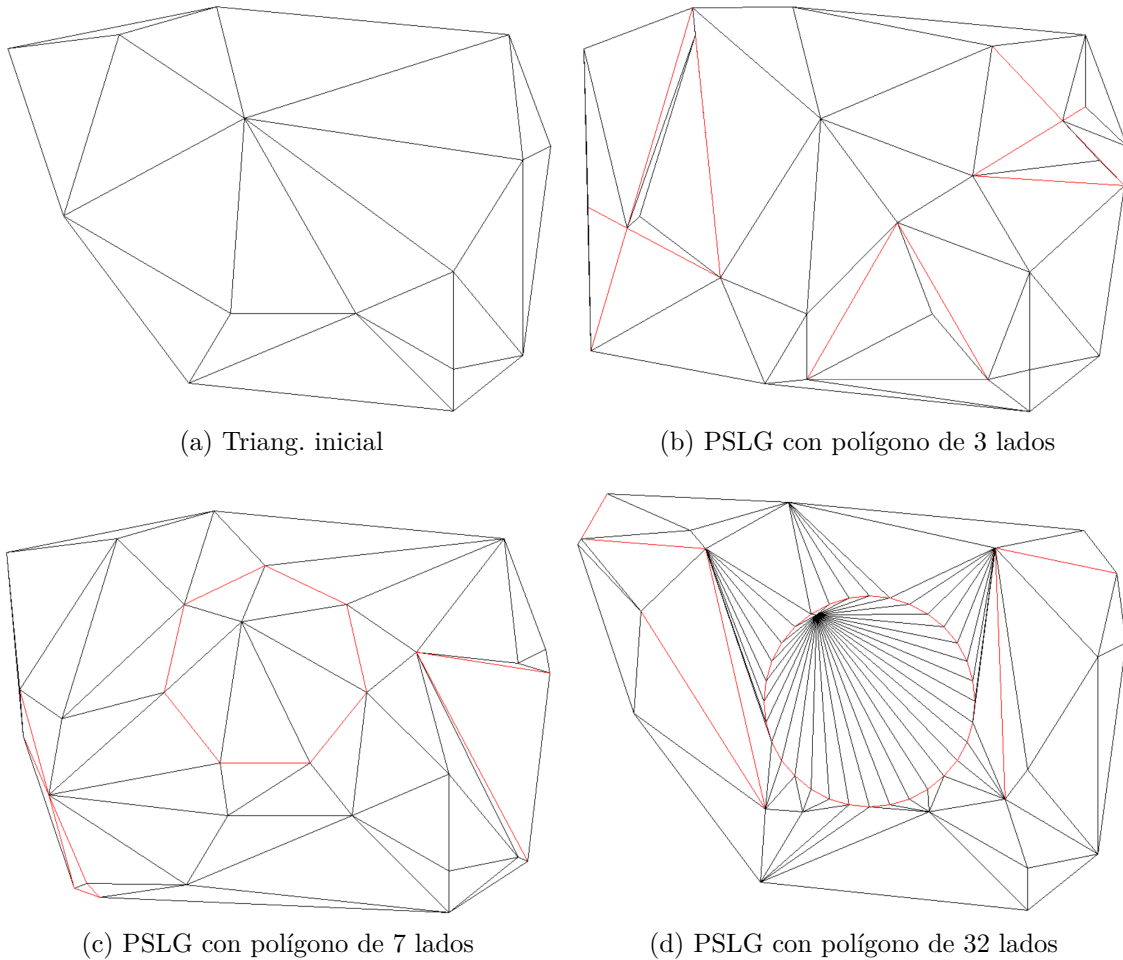 (a) Triang. inicial
(b) PSLG con polígono de 3 lados
(c) PSLG con polígono de 7 lados
(d) PSLG con polígono de 32 lados